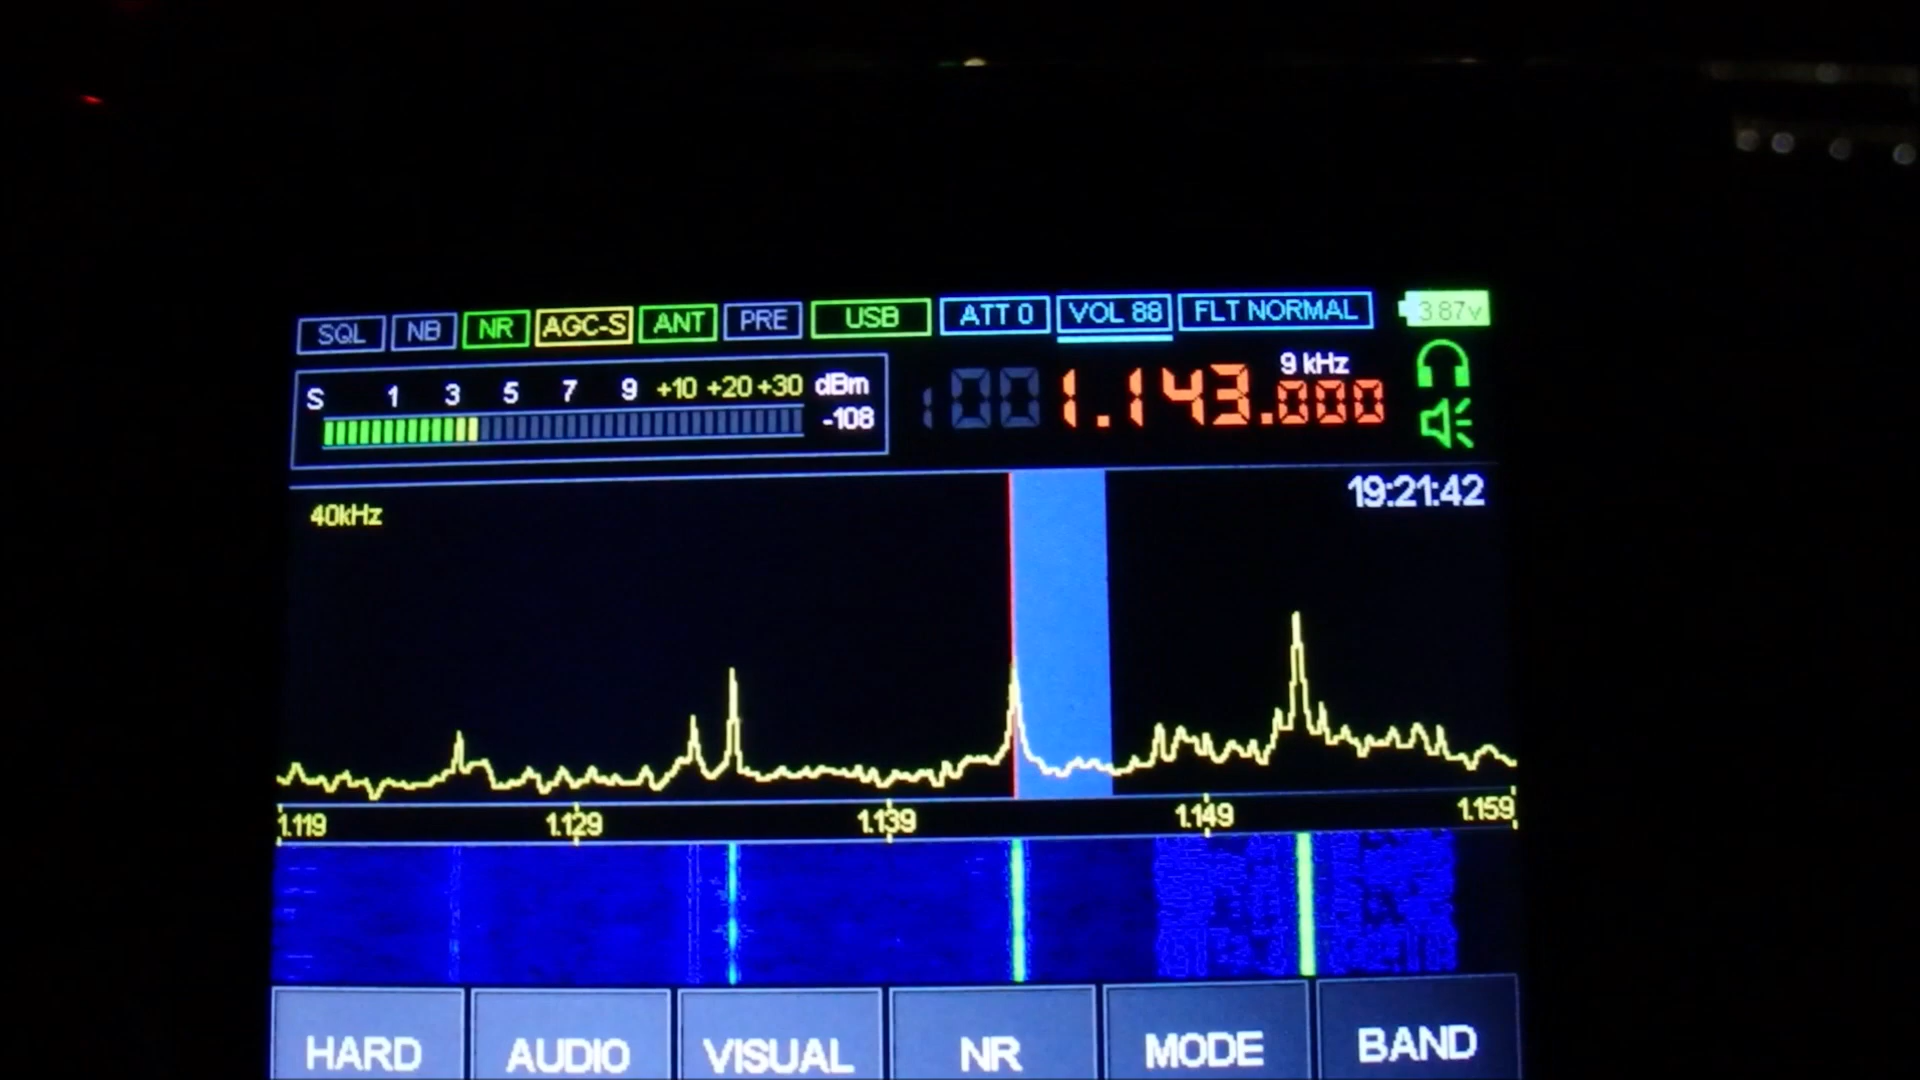 SQL NB NR AGC-S ANT PRE USB ATT 0 VOL 88 FLT NORMAL 3.87v
S 1 3 5 7 9 +10 +20 +30 dBm
-108
9 kHz
1.143.000
40kHz
19:21:42
1.119 1.129 1.139 1.149 1.159
HARD AUDIO VISUAL NR MODE BAND